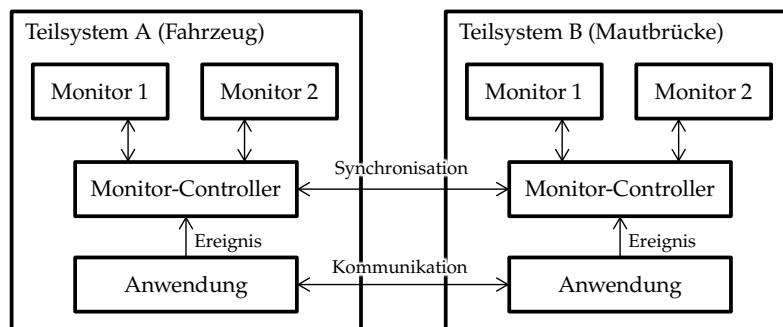 Teilsystem A (Fahrzeug)
Teilsystem B (Mautbrücke)
Monitor 1
Monitor 2
Monitor 1
Monitor 2
Synchronisation
Monitor-Controller
Monitor-Controller
Ereignis
Ereignis
Kommunikation
Anwendung
Anwendung